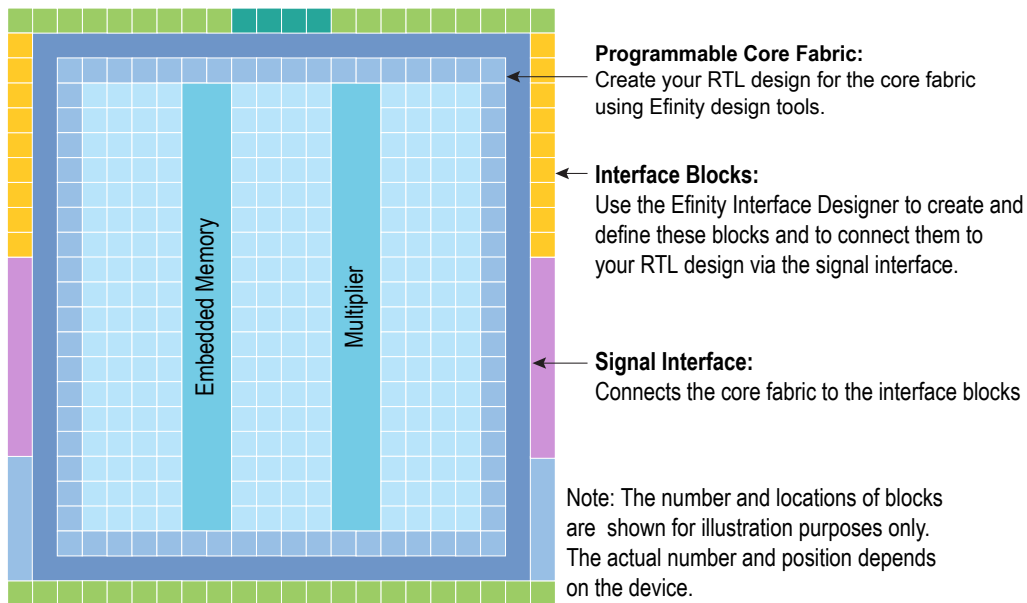 Programmable Core Fabric:
Create your RTL design for the core fabric
using Efinity design tools.
Interface Blocks:
Use the Efinity Interface Designer to create and
define these blocks and to connect them to
your RTL design via the signal interface.
Embedded Memory
Multiplier
Signal Interface:
Connects the core fabric to the interface blocks
Note: The number and locations of blocks
are shown for illustration purposes only.
The actual number and position depends
on the device.